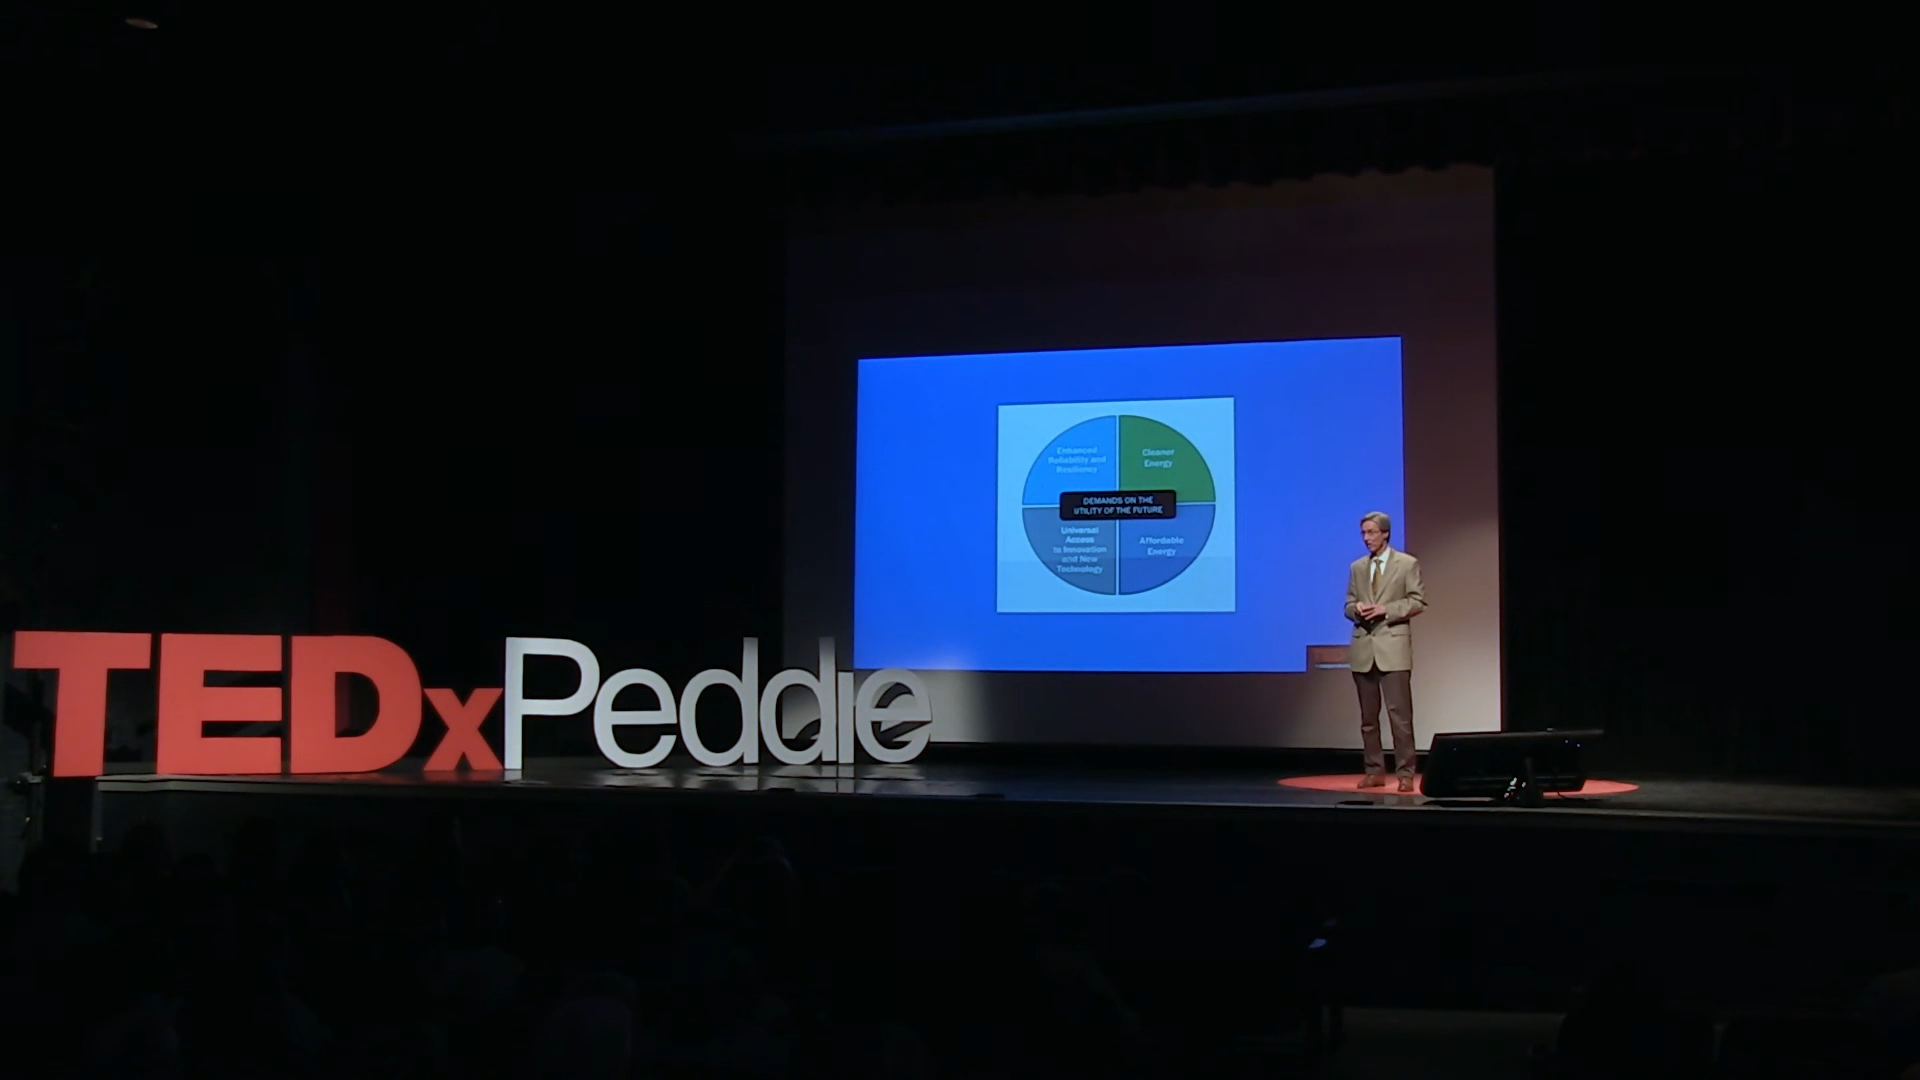 Enhanced
Reliability and
Resiliency
Cleaner
Energy
DEMANDS ON THE
UTILITY OF THE FUTURE
Universal
Access
to Innovation
and New
Technology
Affordable
Energy
TEDxPeddie